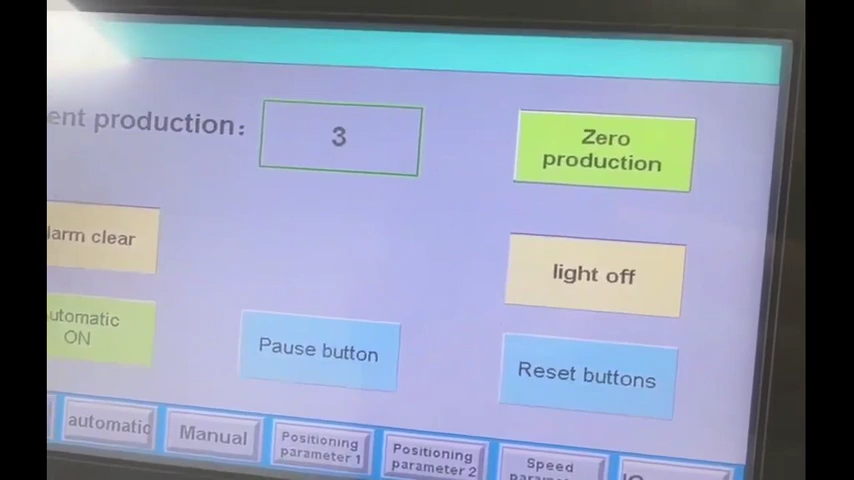 ent production:
3
Zero
production
larm clear
light off
utomatic
ON
Pause button
Reset buttons
automatic
Manual
Positioning
parameter 1
Positioning
parameter 2
Speed